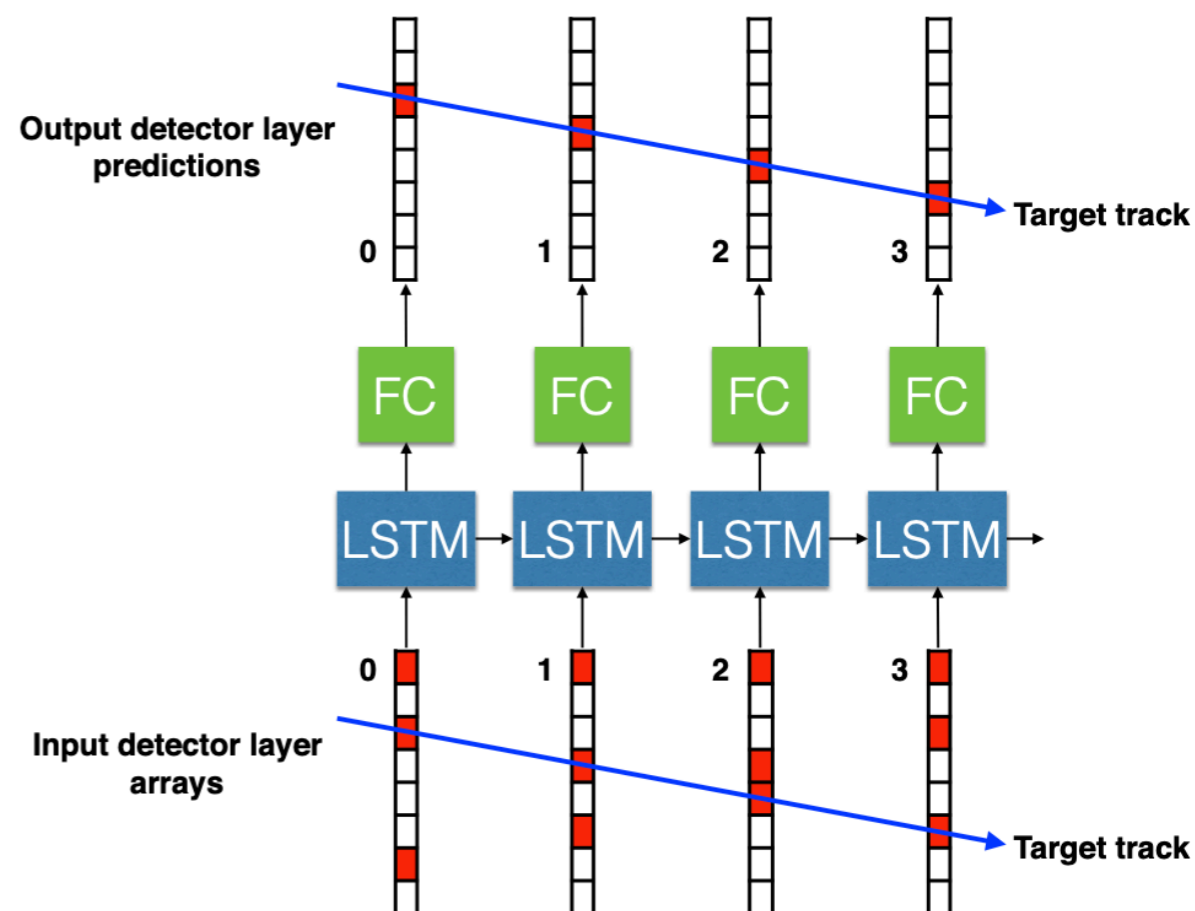 Output detector layer
predictions
Target track
0 1 2 3
FC FC FC FC
LSTM LSTM LSTM LSTM
0 1 2 3
Input detector layer
arrays
Target track